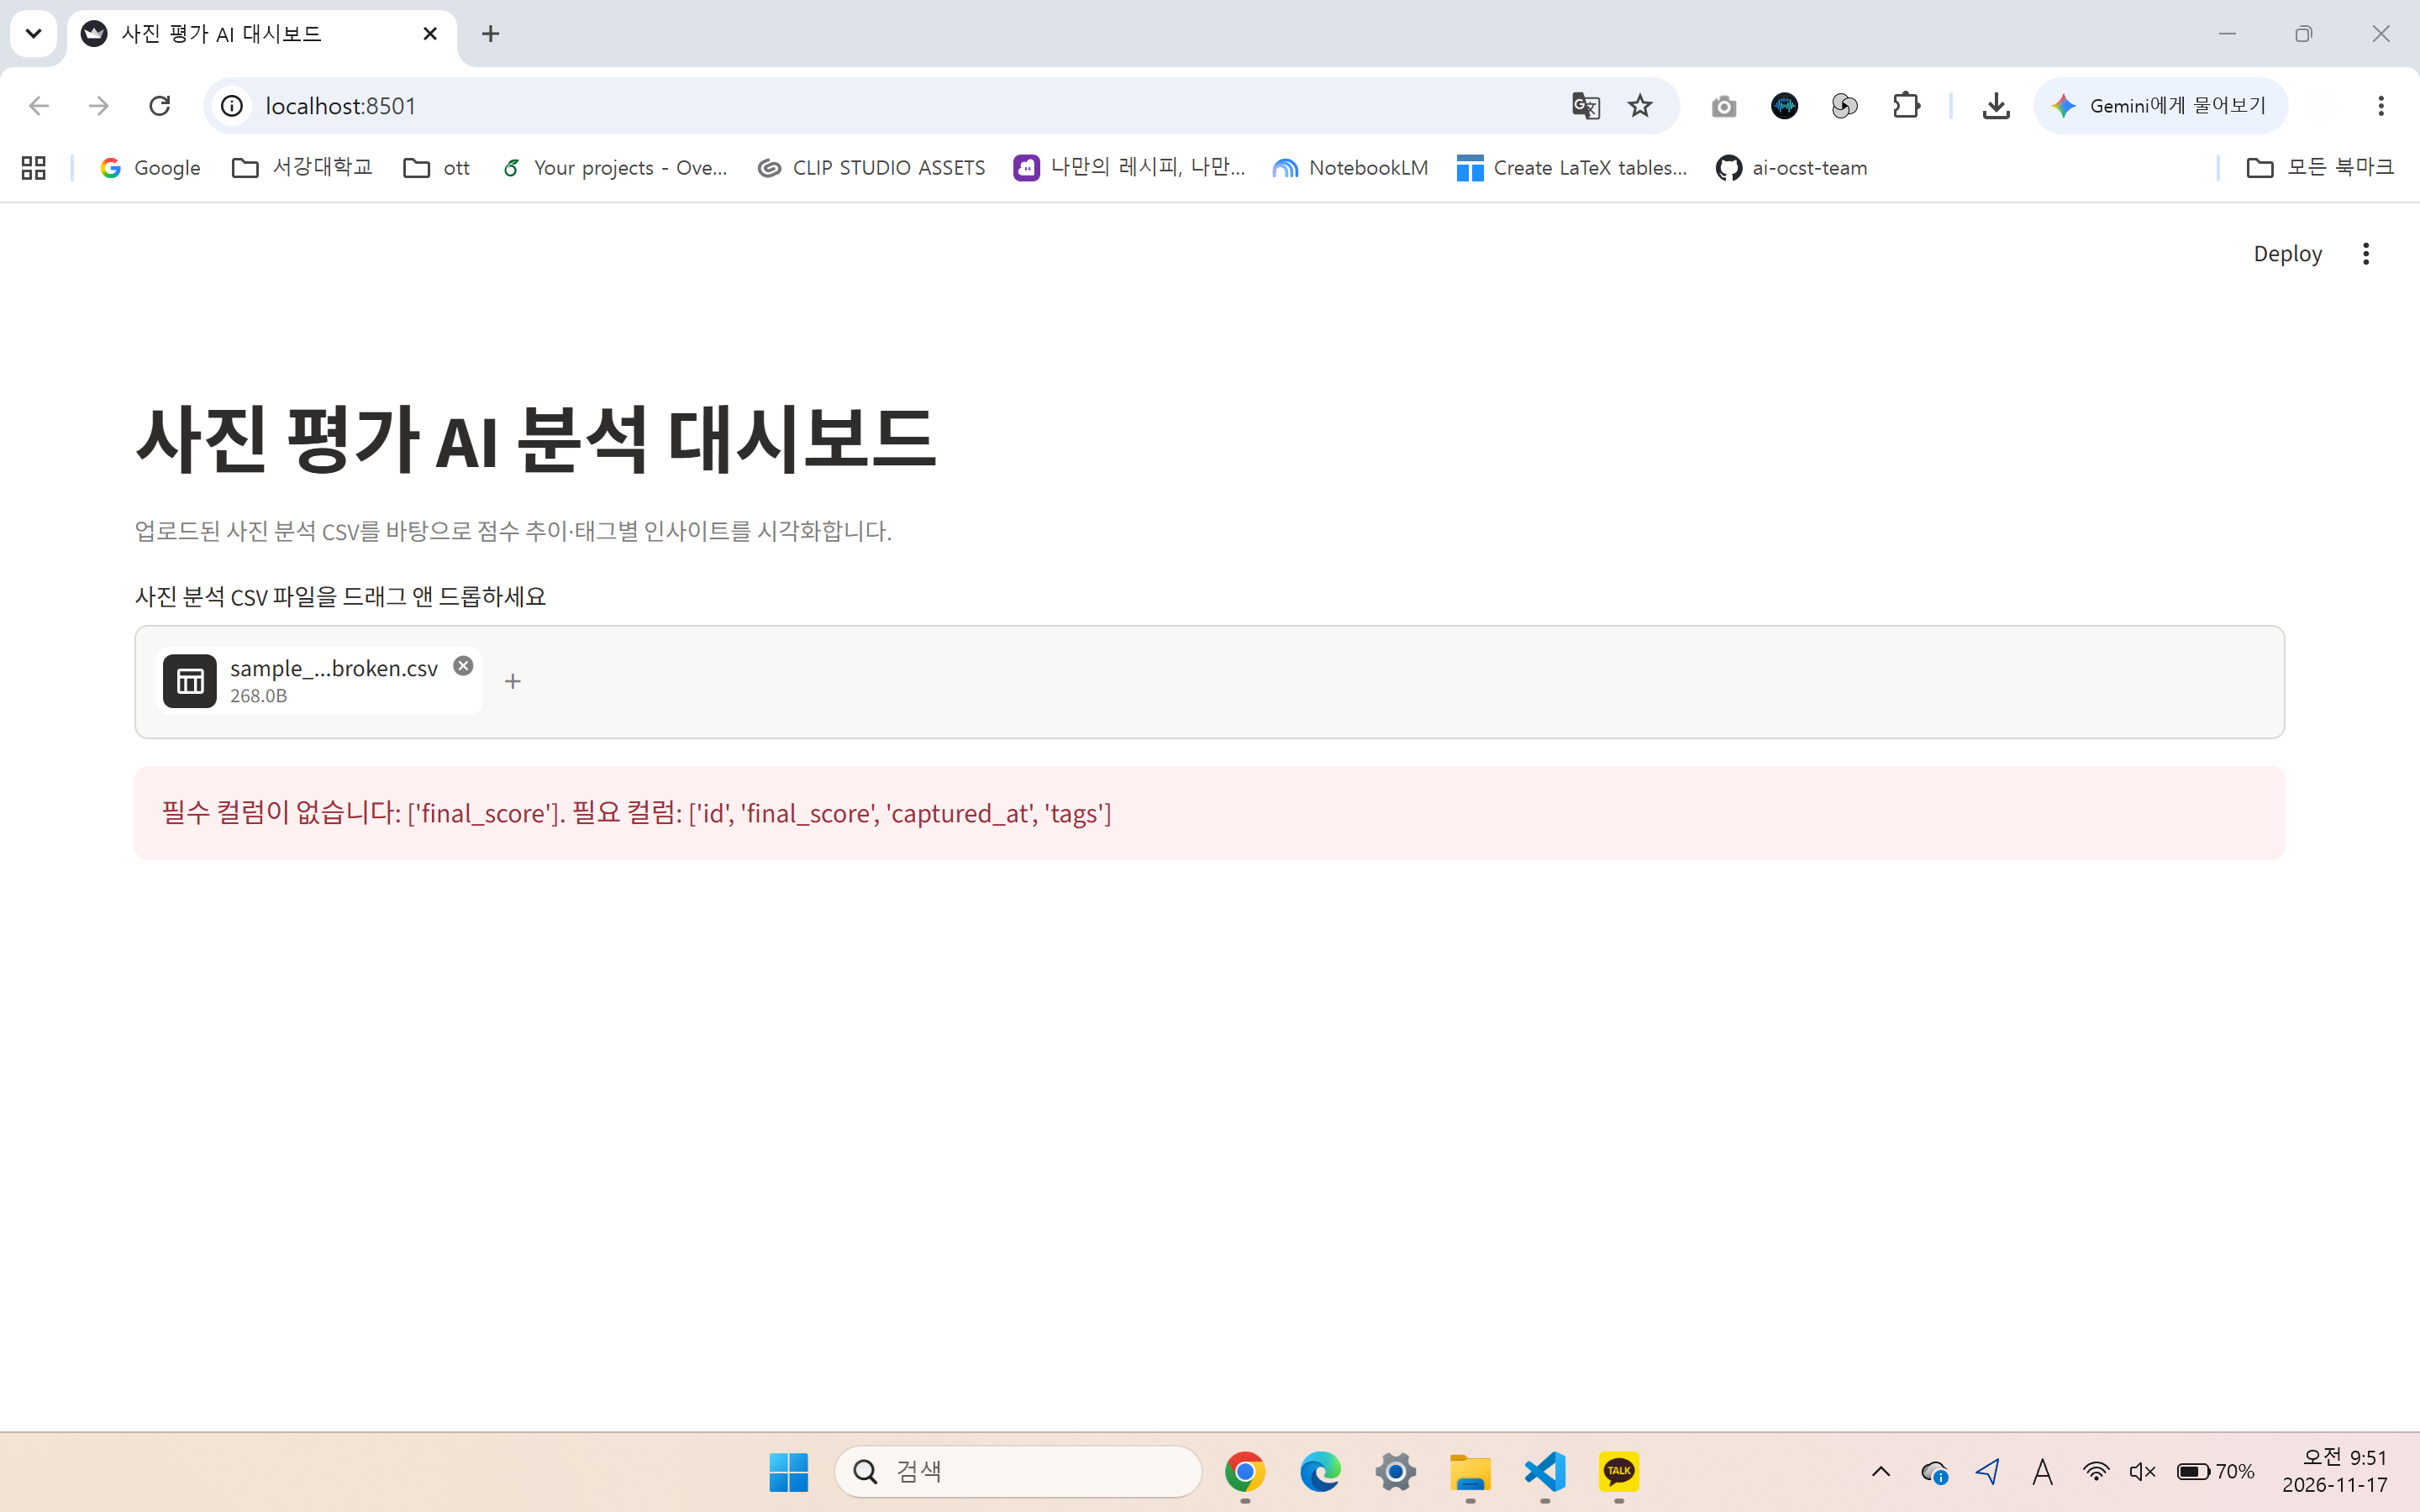 사진 평가 AI 대시보드
localhost:8501
Gemini에게 물어보기
Google
서강대학교
ott
Your projects - Ove...
CLIP STUDIO ASSETS
나만의 레시피, 나만...
NotebookLM
Create LaTeX tables...
ai-ocst-team
모든 북마크
Deploy
사진 평가 AI 분석 대시보드
업로드된 사진 분석 CSV를 바탕으로 점수 추이·태그별 인사이트를 시각화합니다.
사진 분석 CSV 파일을 드래그 앤 드롭하세요
sample_...broken.csv
268.0B
필수 컬럼이 없습니다: ['final_score']. 필요 컬럼: ['id', 'final_score', 'captured_at', 'tags']
검색
TALK
A
70%
오전 9:51
2026-11-17